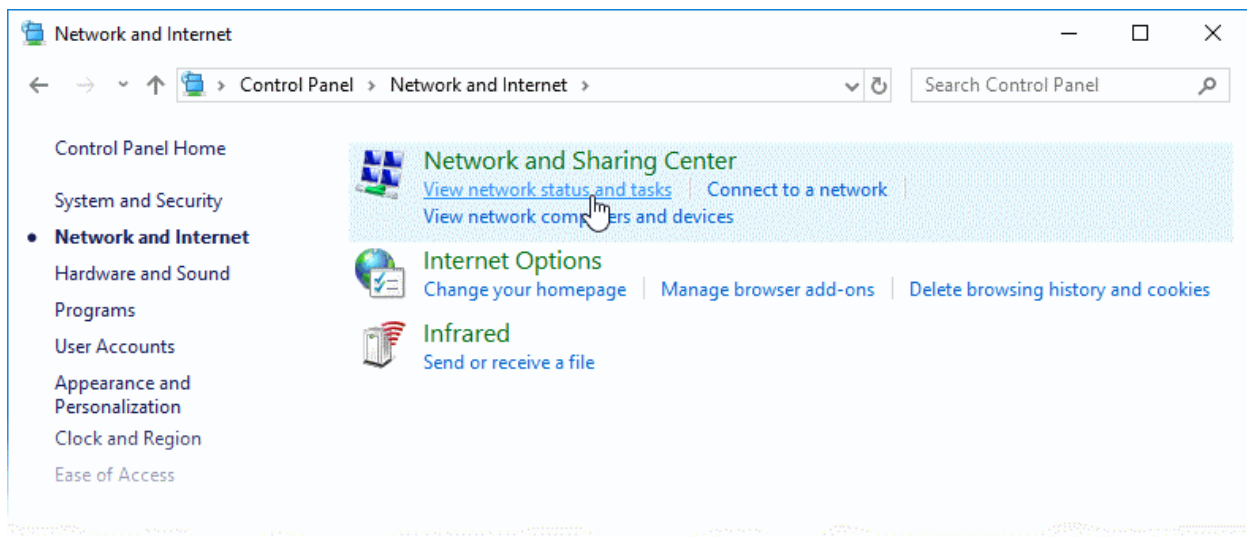 Network and Internet
Control Panel > Network and Internet >
Search Control Panel
Control Panel Home
System and Security
Network and Internet
Hardware and Sound
Programs
User Accounts
Appearance and
Personalization
Clock and Region
Ease of Access
Network and Sharing Center
View network status and tasks | Connect to a network |
View network computers and devices
Internet Options
Change your homepage | Manage browser add-ons | Delete browsing history and cookies
Infrared
Send or receive a file